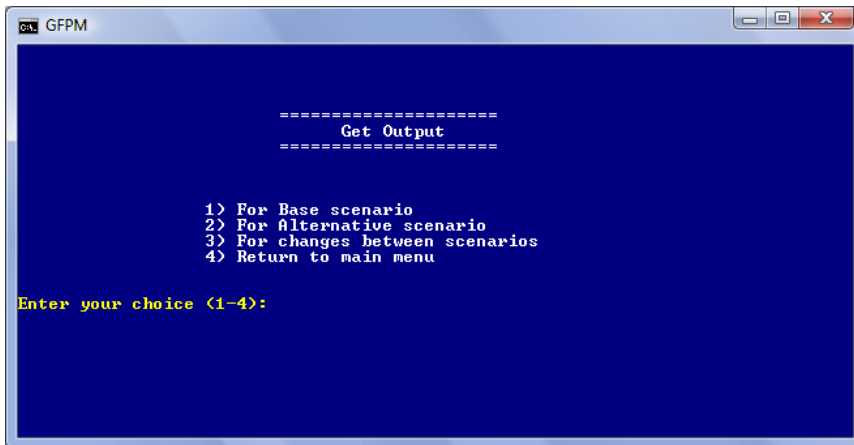 C:\. GFPM
=====================
Get Output
=====================
1) For Base scenario
2) For Alternative scenario
3) For changes between scenarios
4) Return to main menu
Enter your choice (1-4):